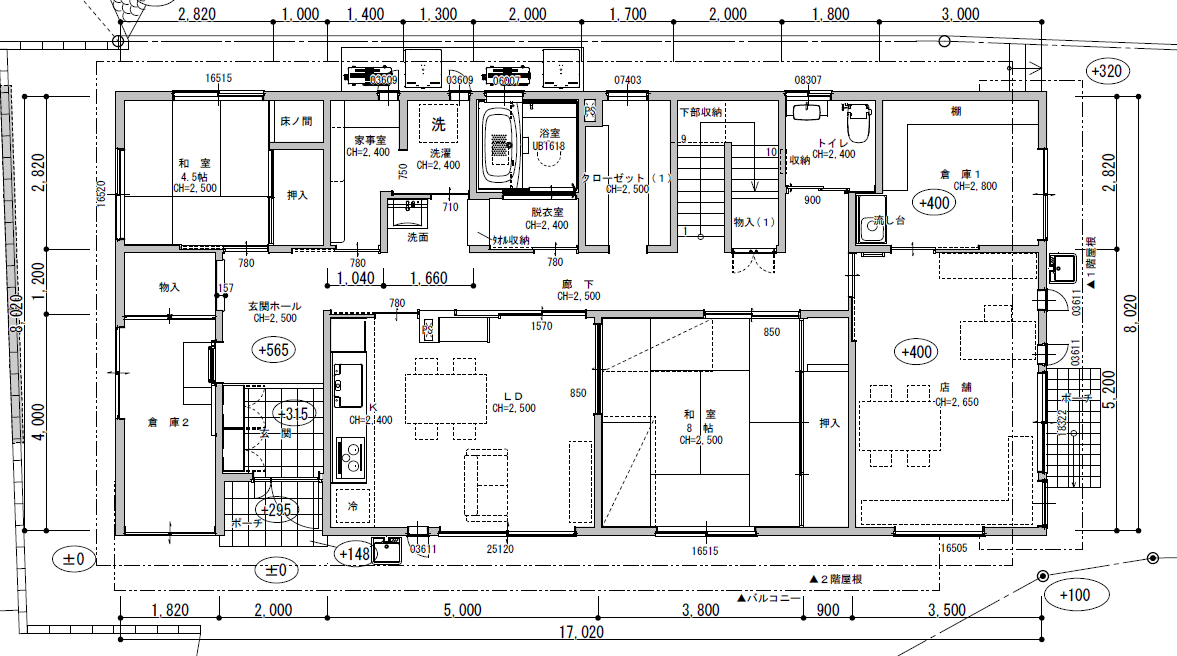 2,820
1,000
1,400
1,300
2,000
1,700
2,000
1,800
3,000
+320
16515
03609
03609
06007
07403
08307
床ノ間
家事室
CH=2,400
洗
洗濯
CH=2,400
750
浴室
UB1618
PS
下部収納
9
10
収納
トイレ
CH=2,400
棚
和 室
4.5帖
CH=2,500
押入
16520
クローゼット（1）
CH=2,500
倉 庫１
CH=2,800
+400
2,820
2,820
710
洗面
脱衣室
CH=2,400
ﾀｵﾙ収納
900
物入（1）
1
流し台
780
780
780
1,040
1,660
物入
157
玄関ホール
CH=2,500
廊 下
CH=2,500
1,200
8,020
▲１階屋根
03611
8,020
780
1570
850
PS
+565
+400
03611
850
K
CH=2,400
LD
CH=2,500
和 室
8 帖
CH=2,500
押入
店 舗
CH=2,650
ポーチ
18322
5,200
4,000
倉 庫２
+315
玄 関
冷
+295
ポーチ
+148
03611
25120
16515
16505
±0
±0
▲２階屋根
▲バルコニー
+100
1,820
2,000
5,000
3,800
900
3,500
17,020